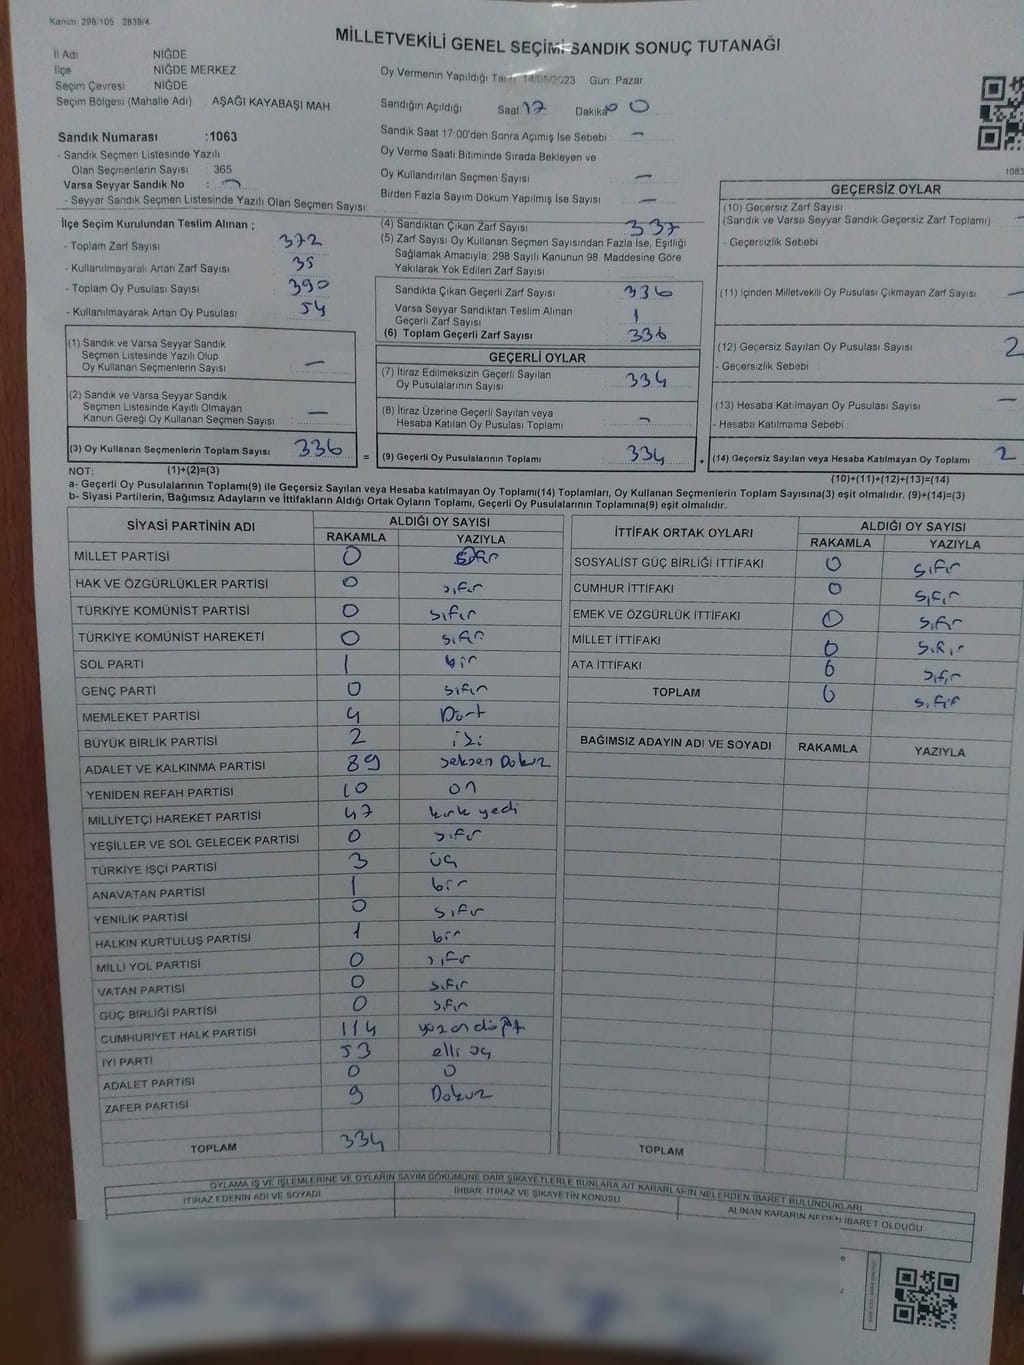 Kanun: 298/105 2839/4
MİLLETVEKİLİ GENEL SEÇİMİ SANDIK SONUÇ TUTANAĞI
İl Adı NİĞDE
İlçe NİĞDE MERKEZ
Seçim Çevresi NİĞDE
Seçim Bölgesi (Mahalle Adı) AŞAĞI KAYABAŞI MAH
Sandık Numarası :1063
- Sandık Seçmen Listesinde Yazılı
Olan Seçmenlerin Sayısı : 365
Varsa Seyyar Sandık No : -
- Seyyar Sandık Seçmen Listesinde Yazılı Olan Seçmen Sayısı:
Oy Vermenin Yapıldığı Tarih: 14/05/2023 Gün: Pazar
Sandığın Açıldığı Saat 17 Dakika 00
Sandık Saat 17:00'den Sonra Açılmış İse Sebebi : -
Oy Verme Saati Bitiminde Sırada Bekleyen ve
Oy Kullandırılan Seçmen Sayısı : -
Birden Fazla Sayım Döküm Yapılmış İse Sayısı : -
1063
İlçe Seçim Kurulundan Teslim Alınan ;
- Toplam Zarf Sayısı : 372
- Kullanılmayarak Artan Zarf Sayısı : 35
- Toplam Oy Pusulası Sayısı : 390
- Kullanılmayarak Artan Oy Pusulası : 54
(1) Sandık ve Varsa Seyyar Sandık
Seçmen Listesinde Yazılı Olup
Oy Kullanan Seçmenlerin Sayısı : -
(2) Sandık ve Varsa Seyyar Sandık
Seçmen Listesinde Kayıtlı Olmayan
Kanun Gereği Oy Kullanan Seçmen Sayısı : -
(3) Oy Kullanan Seçmenlerin Toplam Sayısı : 336
(4) Sandıktan Çıkan Zarf Sayısı : 337
(5) Zarf Sayısı Oy Kullanan Seçmen Sayısından Fazla İse, Eşitliği
Sağlamak Amacıyla; 298 Sayılı Kanunun 98. Maddesine Göre
Yakılarak Yok Edilen Zarf Sayısı :
Sandıkta Çıkan Geçerli Zarf Sayısı : 336
Varsa Seyyar Sandıktan Teslim Alınan
Geçerli Zarf Sayısı : 1
(6) Toplam Geçerli Zarf Sayısı : 336
GEÇERLİ OYLAR
(7) İtiraz Edilmeksizin Geçerli Sayılan
Oy Pusulalarının Sayısı : 334
(8) İtiraz Üzerine Geçerli Sayılan veya
Hesaba Katılan Oy Pusulası Toplamı : -
= (9) Geçerli Oy Pusulalarının Toplamı : 334
GEÇERSİZ OYLAR
(10) Geçersiz Zarf Sayısı
(Sandık ve Varsa Seyyar Sandık Geçersiz Zarf Toplamı) : -
- Geçersizlik Sebebi
(11) İçinden Milletvekili Oy Pusulası Çıkmayan Zarf Sayısı : -
(12) Geçersiz Sayılan Oy Pusulası Sayısı : 2
- Geçersizlik Sebebi :
(13) Hesaba Katılmayan Oy Pusulası Sayısı : -
- Hesaba Katılmama Sebebi
+ (14) Geçersiz Sayılan veya Hesaba Katılmayan Oy Toplamı : 2
NOT: (1)+(2)=(3) (10)+(11)+(12)+(13)=(14)
a- Geçerli Oy Pusulalarının Toplamı(9) ile Geçersiz Sayılan veya Hesaba katılmayan Oy Toplamı(14) Toplamları, Oy Kullanan Seçmenlerin Toplam Sayısına(3) eşit olmalıdır. (9)+(14)=(3)
b- Siyasi Partilerin, Bağımsız Adayların ve İttifakların Aldığı Ortak Oyların Toplamı, Geçerli Oy Pusulalarının Toplamına(9) eşit olmalıdır.
SİYASİ PARTİNİN ADI ALDIĞI OY SAYISI
RAKAMLA YAZIYLA
MİLLET PARTİSİ 0 sıfır
HAK VE ÖZGÜRLÜKLER PARTİSİ 0 sıfır
TÜRKİYE KOMÜNİST PARTİSİ 0 sıfır
TÜRKİYE KOMÜNİST HAREKETİ 0 sıfır
SOL PARTİ 1 bir
GENÇ PARTİ 0 sıfır
MEMLEKET PARTİSİ 4 Dört
BÜYÜK BİRLİK PARTİSİ 2 iki
ADALET VE KALKINMA PARTİSİ 89 seksen Dokuz
YENİDEN REFAH PARTİSİ 10 on
MİLLİYETÇİ HAREKET PARTİSİ 47 kırk yedi
YEŞİLLER VE SOL GELECEK PARTİSİ 0 sıfır
TÜRKİYE İŞÇİ PARTİSİ 3 üç
ANAVATAN PARTİSİ 1 bir
YENİLİK PARTİSİ 0 sıfır
HALKIN KURTULUŞ PARTİSİ 1 bir
MİLLİ YOL PARTİSİ 0 sıfır
VATAN PARTİSİ 0 sıfır
GÜÇ BİRLİĞİ PARTİSİ 0 sıfır
CUMHURİYET HALK PARTİSİ 114 yüz on dört
İYİ PARTİ 53 elli üç
ADALET PARTİSİ 0 0
ZAFER PARTİSİ 9 Dokuz
TOPLAM 334
İTTİFAK ORTAK OYLARI ALDIĞI OY SAYISI
RAKAMLA YAZIYLA
SOSYALİST GÜÇ BİRLİĞİ İTTİFAKI 0 sıfır
CUMHUR İTTİFAKI 0 sıfır
EMEK VE ÖZGÜRLÜK İTTİFAKI 0 sıfır
MİLLET İTTİFAKI 0 sıfır
ATA İTTİFAKI 0 sıfır
TOPLAM 0 sıfır
BAĞIMSIZ ADAYIN ADI VE SOYADI RAKAMLA YAZIYLA
TOPLAM
OYLAMA İŞ VE İŞLEMLERİNE VE OYLARIN SAYIM DÖKÜMÜNE DAİR ŞİKAYETLERLE BUNLARA AİT KARARLARIN NELERDEN İBARET BULUNDUKLARI
İTİRAZ EDENİN ADI VE SOYADI İHBAR, İTİRAZ VE ŞİKAYETİN KONUSU ALINAN KARARIN NEDEN İBARET OLDUĞU